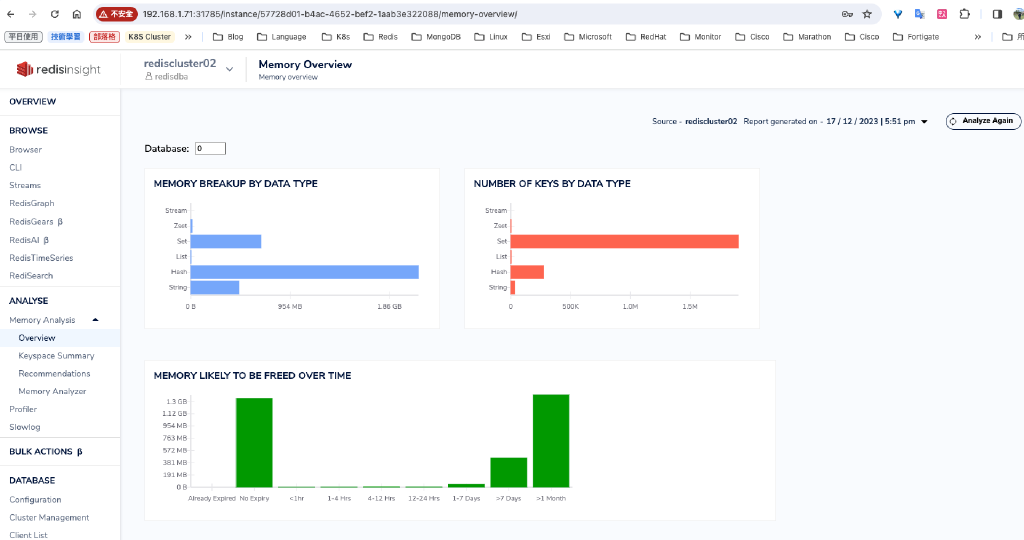 不安全 192.168.1.71:31785/instance/57728d01-b4ac-4652-bef2-1aab3e322088/memory-overview/
平日使用 技術學習 部落格 K8S Cluster » Blog Language K8s Redis MongoDB Linux Esxi Microsoft RedHat Monitor Cisco Marathon Cisco Fortigate » 所
redisinsight
rediscluster02
redisdba
Memory Overview
Memory overview
OVERVIEW
BROWSE
Browser
CLI
Streams
RedisGraph
RedisGears β
RedisAI β
RedisTimeSeries
RediSearch
ANALYSE
Memory Analysis
Overview
Keyspace Summary
Recommendations
Memory Analyzer
Profiler
Slowlog
BULK ACTIONS β
DATABASE
Configuration
Cluster Management
Client List
Source - rediscluster02 Report generated on - 17 / 12 / 2023 | 5:51 pm
Analyze Again
Database: 0
MEMORY BREAKUP BY DATA TYPE
Stream
Zset
Set
List
Hash
String
0 B 954 MB 1.86 GB
NUMBER OF KEYS BY DATA TYPE
Stream
Zset
Set
List
Hash
String
0 500K 1.0M 1.5M
MEMORY LIKELY TO BE FREED OVER TIME
1.3 GB
1.12 GB
954 MB
763 MB
572 MB
381 MB
191 MB
0 B
Already Expired No Expiry <1hr 1-4 Hrs 4-12 Hrs 12-24 Hrs 1-7 Days >7 Days >1 Month